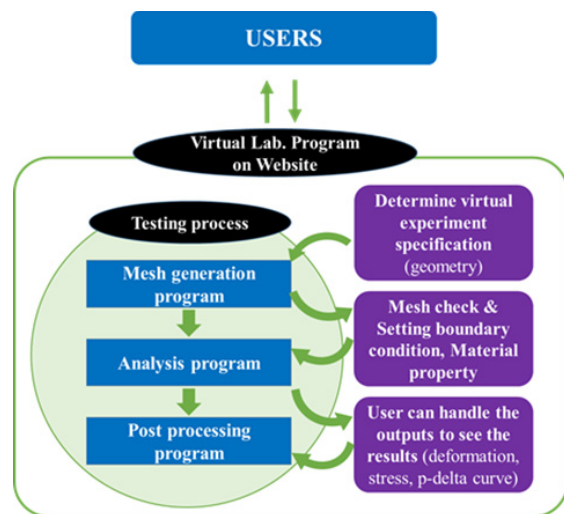 USERS
Virtual Lab. Program
on Website
Testing process
Mesh generation
program
Analysis program
Post processing
program
Determine virtual
experiment
specification
(geometry)
Mesh check &
Setting boundary
condition, Material
property
User can handle the
outputs to see the
results (deformation,
stress, p-delta curve)